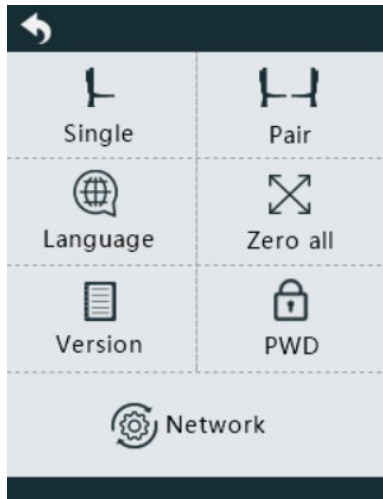 Single
Pair
Language
Zero all
Version
PWD
Network